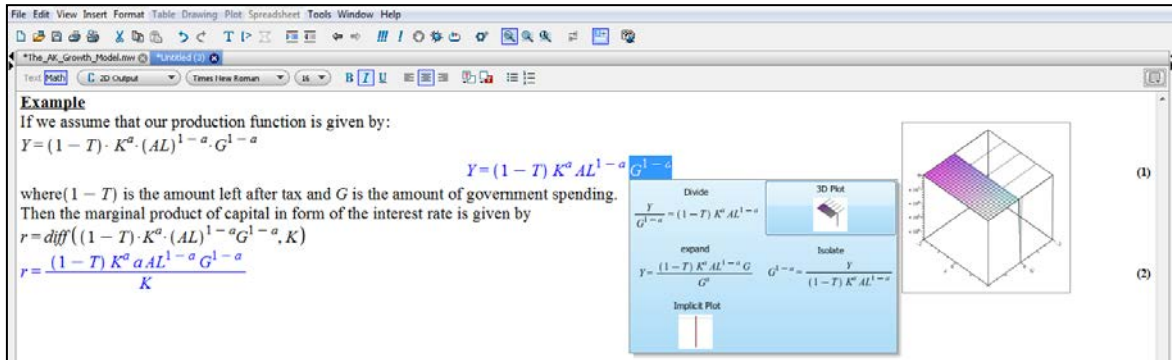 File Edit View Insert Format Table Drawing Plot Spreadsheet Tools Window Help
*The_AK_Growth_Model.mw *Untitled (2)
Text Math C 2D Output Times New Roman 16 B I U
Example
If we assume that our production function is given by:
Y = (1 − T) · K^a · (AL)^{1 − a} · G^{1 − a}
Y = (1 − T) K^a AL^{1 − a} G^{1 − a} (1)
where(1 − T) is the amount left after tax and G is the amount of government spending.
Then the marginal product of capital in form of the interest rate is given by
r = diff((1 − T)·K^a·(AL)^{1 − a}G^{1 − a}, K)
r = \frac{(1 − T) K^a a AL^{1 − a} G^{1 − a}}{K} (2)
Divide
\frac{Y}{G^{1 − a}} = (1 − T) K^a AL^{1 − a}
3D Plot
expand
Y = \frac{(1 − T) K^a AL^{1 − a} G}{G^a}
Isolate
G^{1 − a} = \frac{Y}{(1 − T) K^a AL^{1 − a}}
Implicit Plot